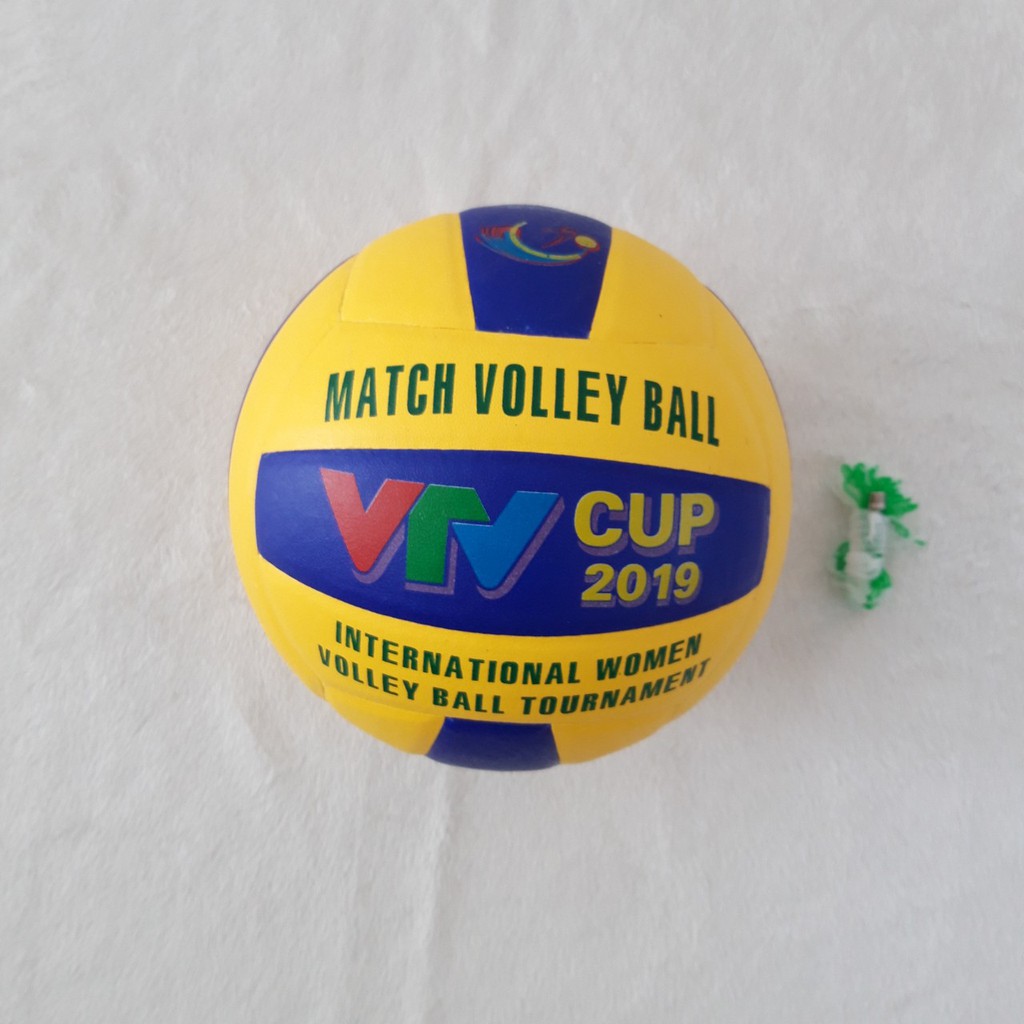 MATCH VOLLEY BALL
VTV CUP
2019
INTERNATIONAL WOMEN
VOLLEY BALL TOURNAMENT